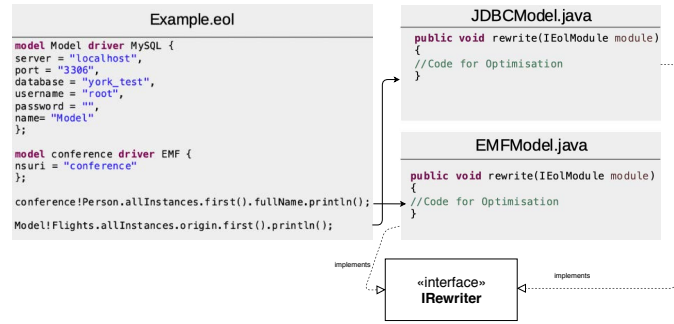 Example.eol
model Model driver MySQL {
server = "localhost",
port = "3306",
database = "york_test",
username = "root",
password = "",
name= "Model"
};
model conference driver EMF {
nsuri = "conference"
};
conference!Person.allInstances.first().fullName.println();
Model!Flights.allInstances.origin.first().println();
JDBCModel.java
public void rewrite(IEolModule module)
{
//Code for Optimisation
}
EMFModel.java
public void rewrite(IEolModule module)
{
//Code for Optimisation
}
implements
«interface»
IRewriter
implements